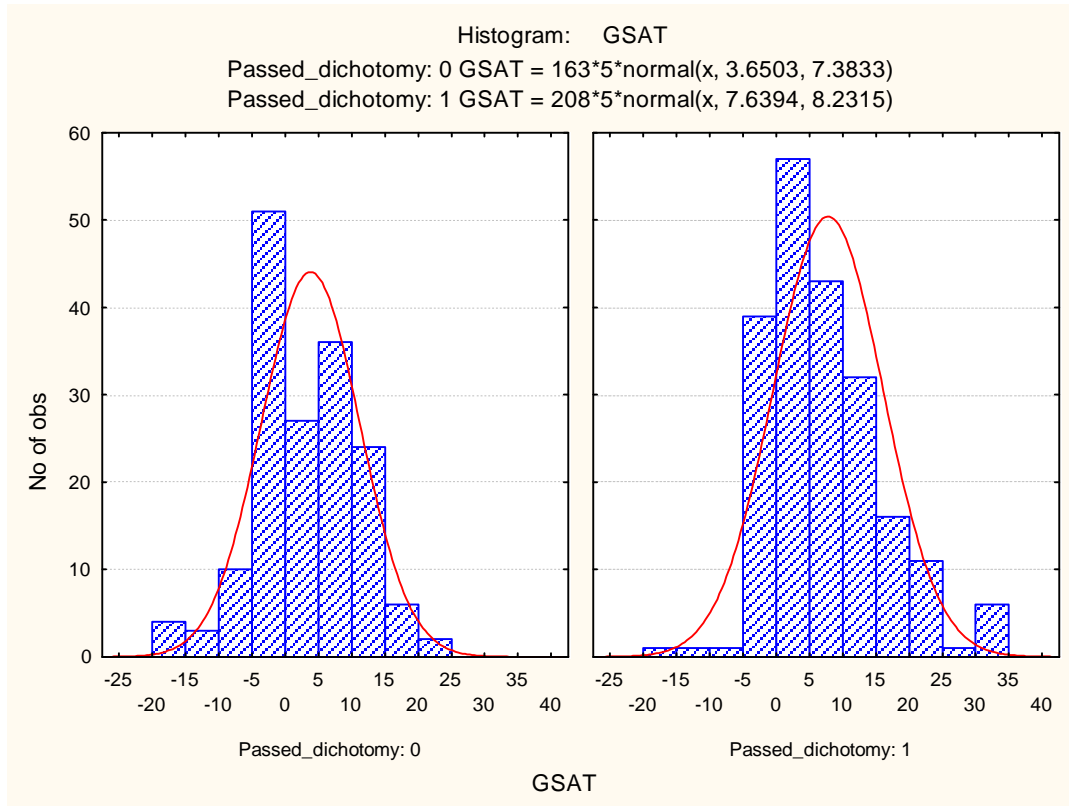 Histogram: GSAT
Passed_dichotomy: 0 GSAT = 163*5*normal(x, 3.6503, 7.3833)
Passed_dichotomy: 1 GSAT = 208*5*normal(x, 7.6394, 8.2315)
No of obs
60
50
40
30
20
10
0
-25 -15 -5 5 15 25 35
-20 -10 0 10 20 30 40
Passed_dichotomy: 0
-25 -15 -5 5 15 25 35
-20 -10 0 10 20 30 40
Passed_dichotomy: 1
GSAT